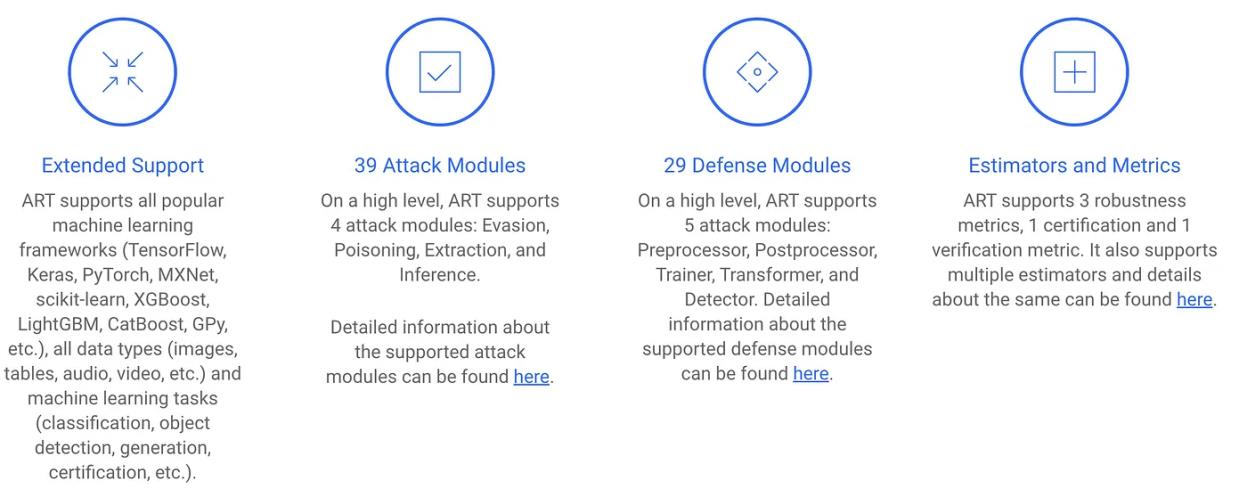 Extended Support
ART supports all popular
machine learning
frameworks (TensorFlow,
Keras, PyTorch, MXNet,
scikit-learn, XGBoost,
LightGBM, CatBoost, GPy,
etc.), all data types (images,
tables, audio, video, etc.) and
machine learning tasks
(classification, object
detection, generation,
certification, etc.).
39 Attack Modules
On a high level, ART supports
4 attack modules: Evasion,
Poisoning, Extraction, and
Inference.
Detailed information about
the supported attack
modules can be found here.
29 Defense Modules
On a high level, ART supports
5 attack modules:
Preprocessor, Postprocessor,
Trainer, Transformer, and
Detector. Detailed
information about the
supported defense modules
can be found here.
Estimators and Metrics
ART supports 3 robustness
metrics, 1 certification and 1
verification metric. It also supports
multiple estimators and details
about the same can be found here.